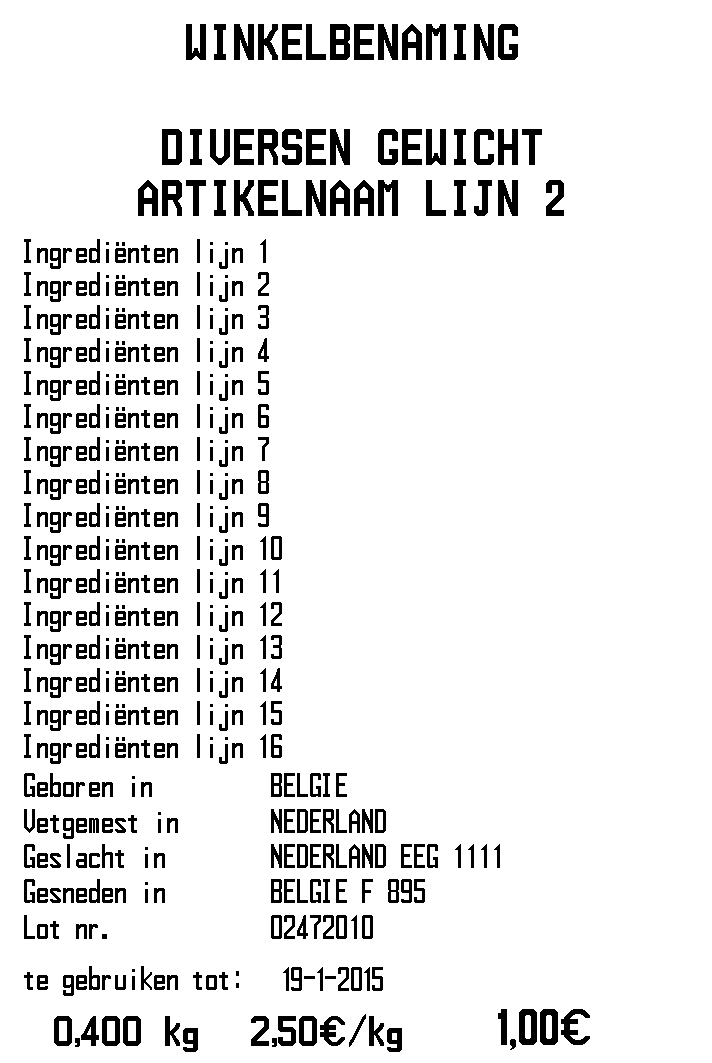 WINKELBENAMING
DIVERSEN GEWICHT
ARTIKELNAAM LIJN 2
Ingrediënten lijn 1
Ingrediënten lijn 2
Ingrediënten lijn 3
Ingrediënten lijn 4
Ingrediënten lijn 5
Ingrediënten lijn 6
Ingrediënten lijn 7
Ingrediënten lijn 8
Ingrediënten lijn 9
Ingrediënten lijn 10
Ingrediënten lijn 11
Ingrediënten lijn 12
Ingrediënten lijn 13
Ingrediënten lijn 14
Ingrediënten lijn 15
Ingrediënten lijn 16
Geboren in BELGIE
Vetgemest in NEDERLAND
Geslacht in NEDERLAND EEG 1111
Gesneden in BELGIE F 895
Lot nr. 02472010
te gebruiken tot: 19-1-2015
0,400 kg 2,50€/kg 1,00€